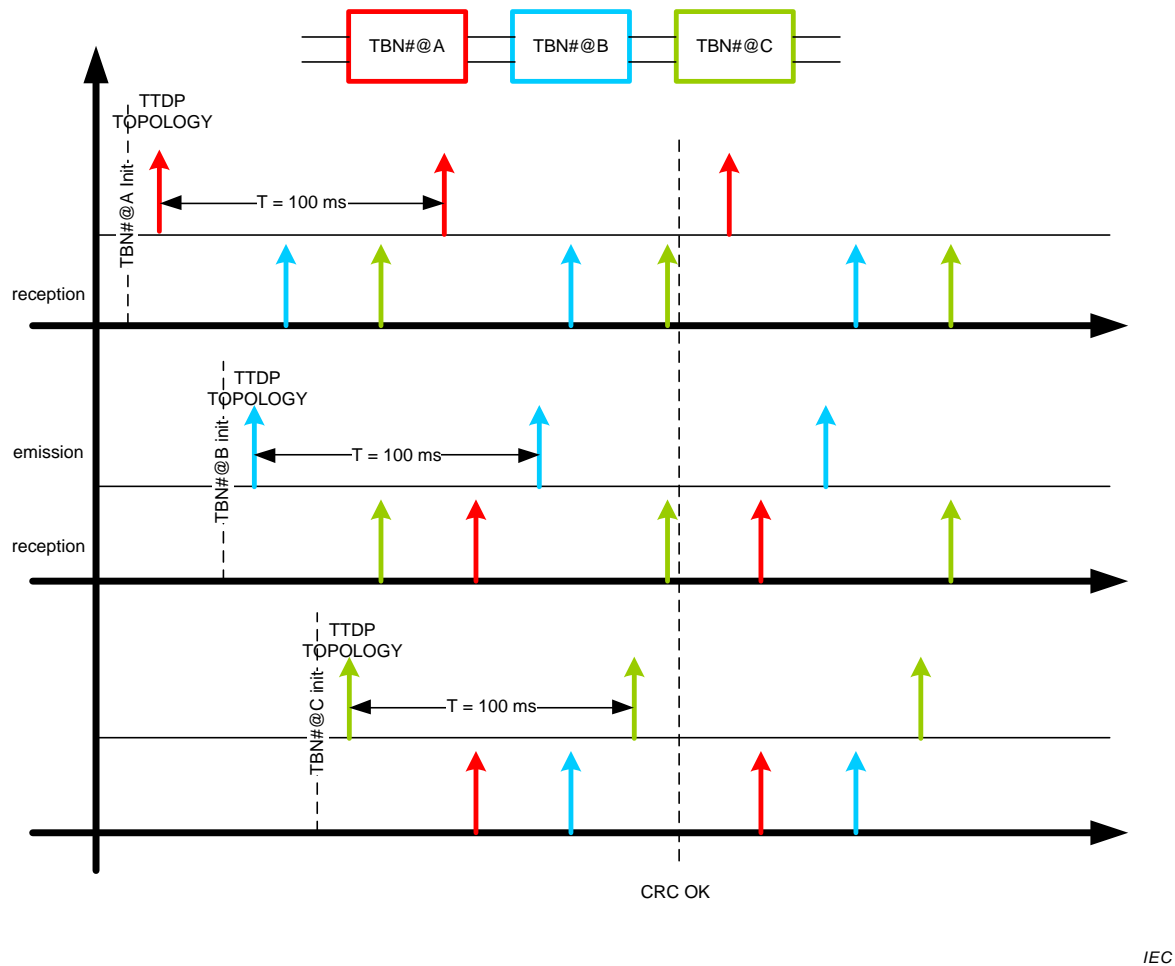 TBN#@A
TBN#@B
TBN#@C
TTDP
TOPOLOGY
TBN#@A Init
T = 100 ms
reception
TTDP
TOPOLOGY
TBN#@B init
emission
T = 100 ms
reception
TTDP
TOPOLOGY
TBN#@C init
T = 100 ms
CRC OK
IEC